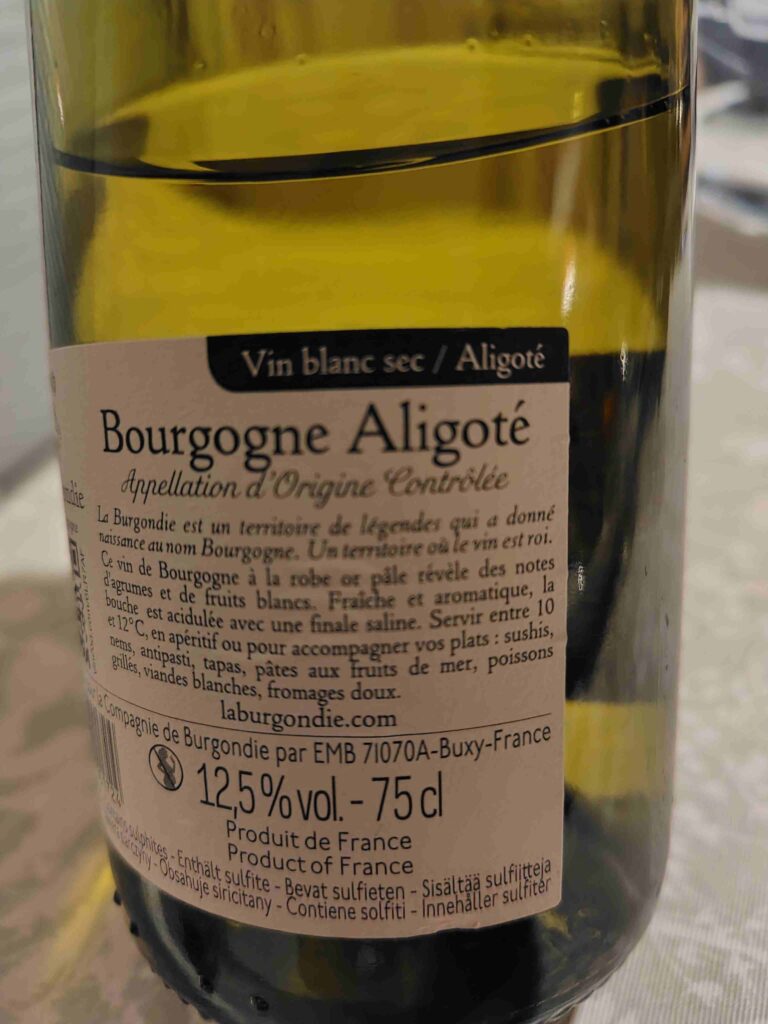 Vin blanc sec / Aligoté
Bourgogne Aligoté
Appellation d'Origine Contrôlée
La Burgondie est un territoire de légendes qui a donné
naissance au nom Bourgogne. Un territoire où le vin est roi.
Ce vin de Bourgogne à la robe or pâle révèle des notes
d'agrumes et de fruits blancs. Fraîche et aromatique, la
bouche est acidulée avec une finale saline. Servir entre 10
et 12°C, en apéritif ou pour accompagner vos plats : sushis,
nems, antipasti, tapas, pâtes aux fruits de mer, poissons
grillés, viandes blanches, fromages doux.
laburgondie.com
la Compagnie de Burgondie par EMB 71070A-Buxy-France
12,5%vol. - 75cl
Produit de France
Product of France
sulphites - Enthält sulfite - Bevat sulfieten - Sisältää sulfiitteja
- Obsahuje siricitany - Contiene solfiti - Innehåller sulfiter